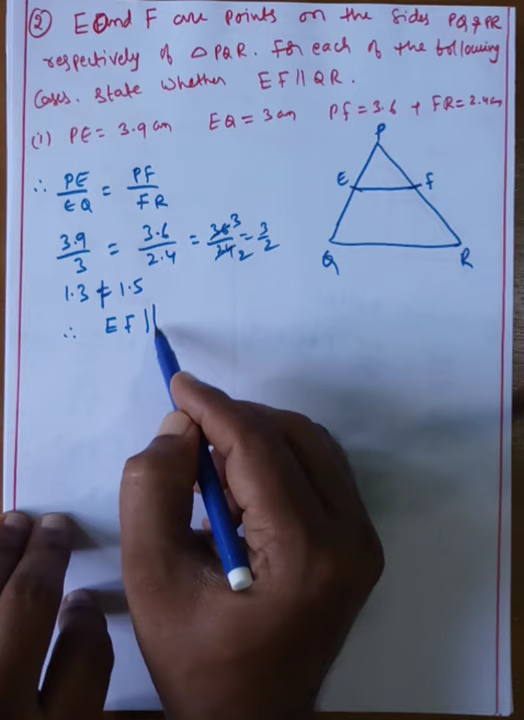 ② E and F are points on the sides PQ & PR
respectively of △PQR. For each of the following
Cases. State whether EF || QR.
(i) PE = 3.9 cm EQ = 3 cm PF = 3.6 + FR = 2.4 cm
P
E F
Q R
∴ PE/EQ = PF/FR
3.9/3 = 3.6/2.4 = 36 3/24 2 = 3/2
1.3 ≠ 1.5
∴ EF ||